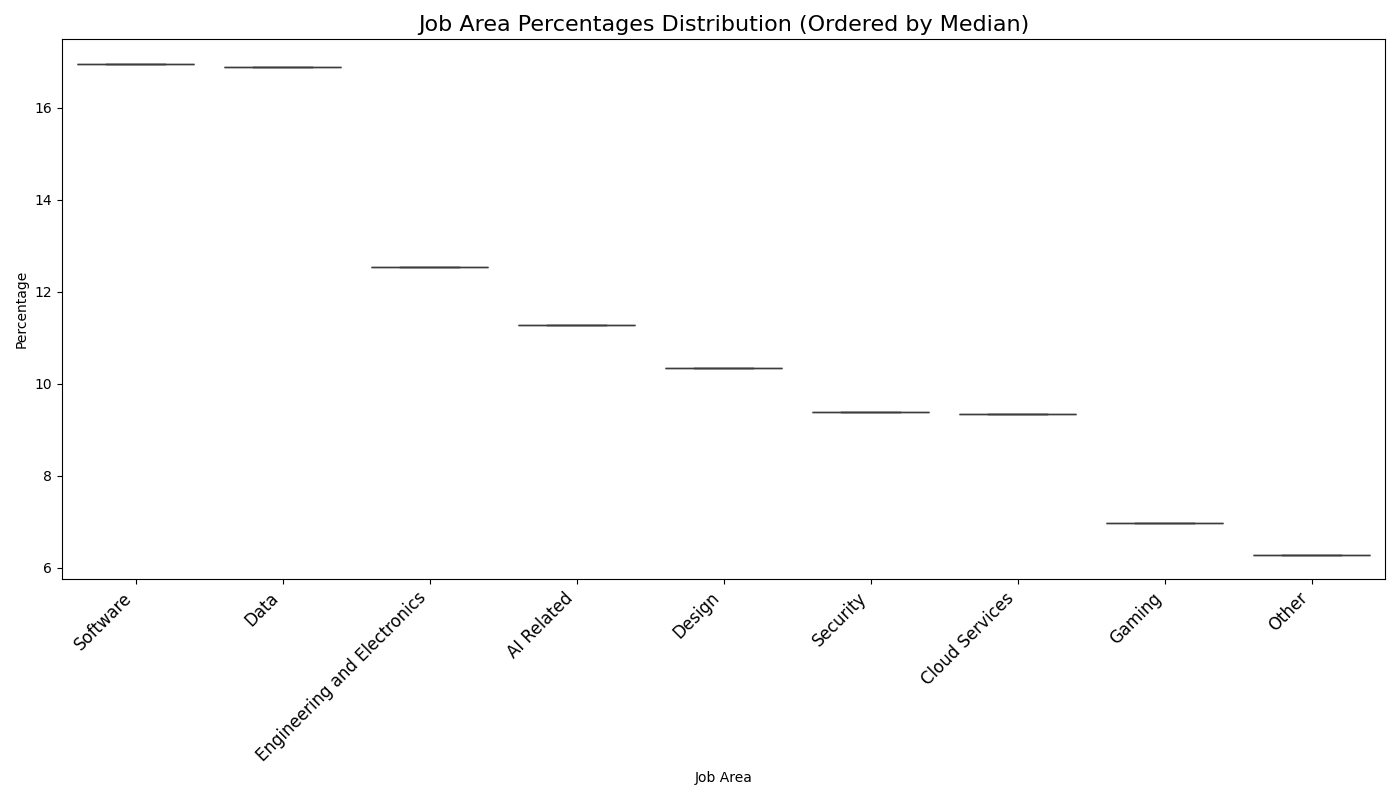 Job Area Percentages Distribution (Ordered by Median)
Percentage
16
14
12
10
8
6
Software
Data
Engineering and Electronics
AI Related
Design
Security
Cloud Services
Gaming
Other
Job Area